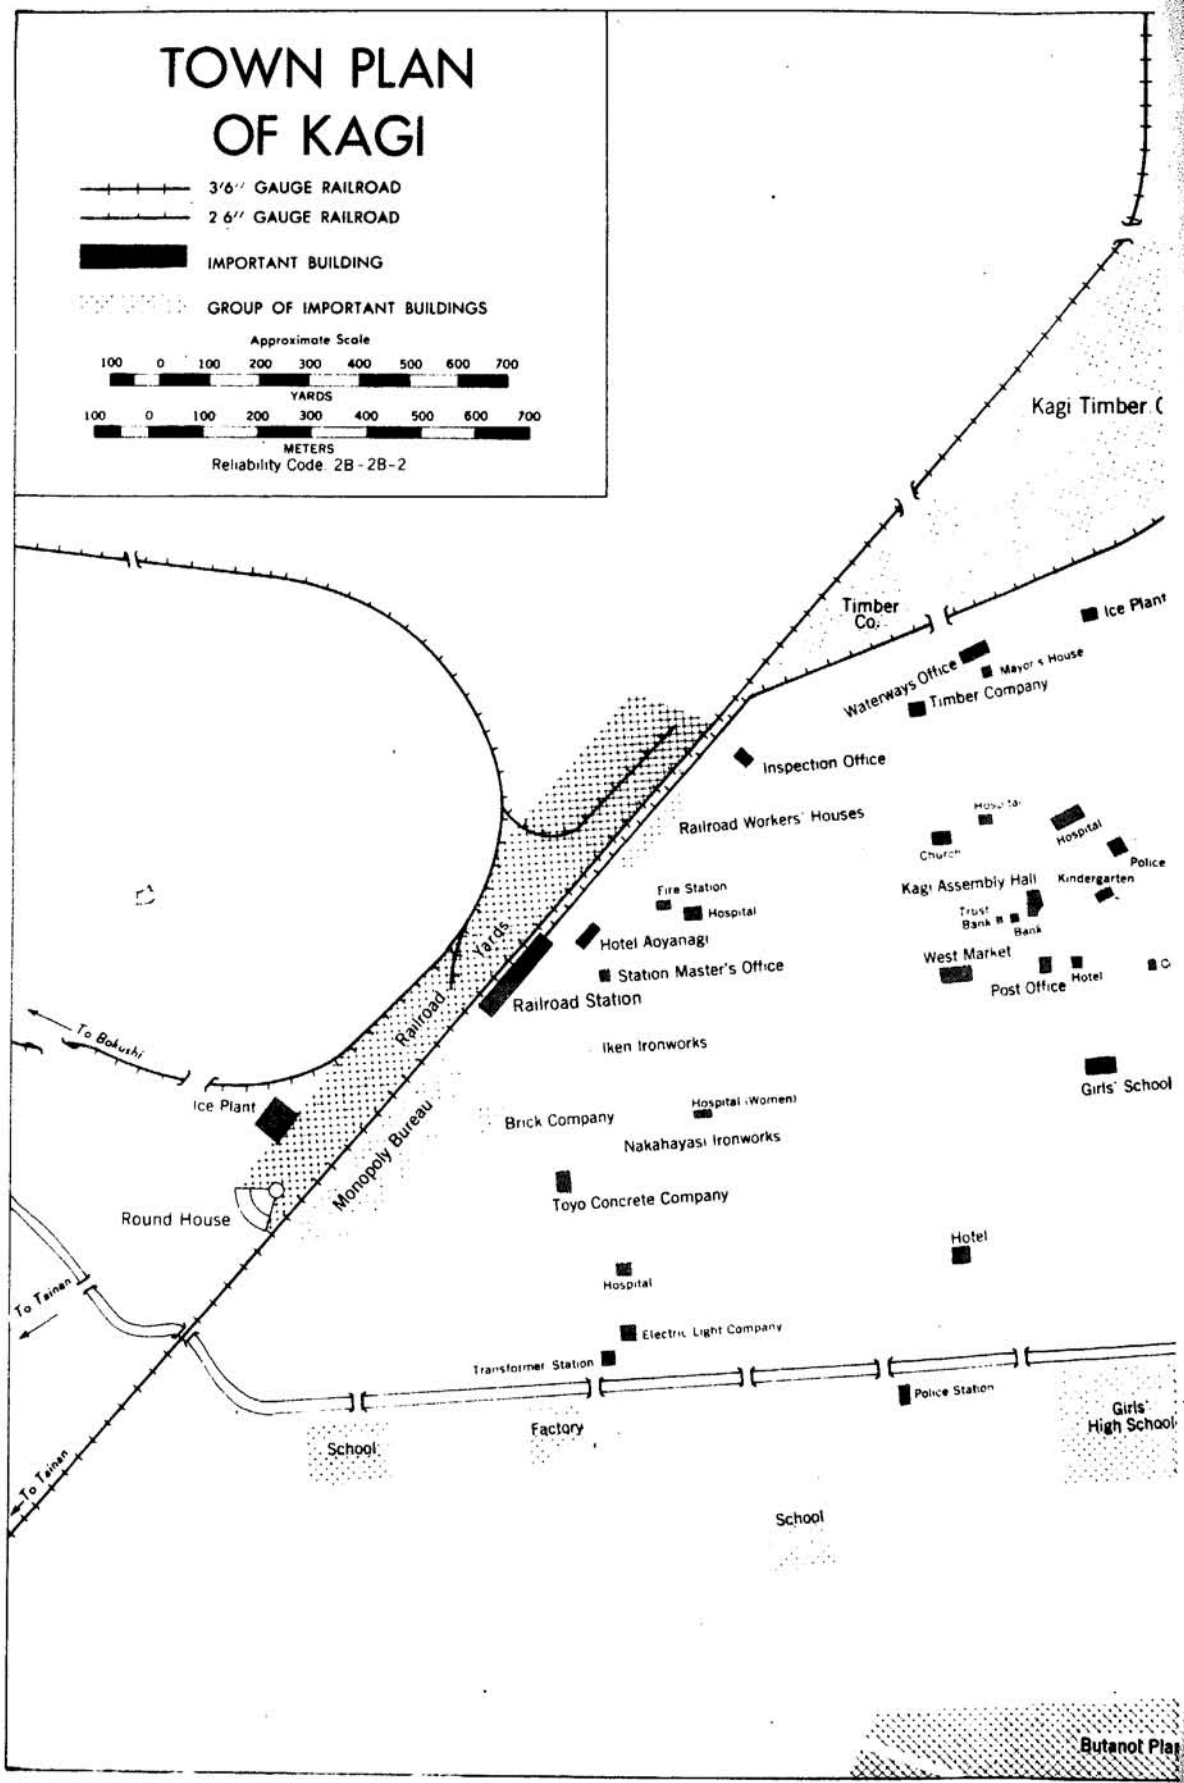 TOWN PLAN
OF KAGI
3'6" GAUGE RAILROAD
2 6" GAUGE RAILROAD
IMPORTANT BUILDING
GROUP OF IMPORTANT BUILDINGS
Approximate Scale
100 0 100 200 300 400 500 600 700
YARDS
100 0 100 200 300 400 500 600 700
METERS
Reliability Code. 2B-2B-2
Kagi Timber
Timber
Co.
Ice Plant
Waterways Office
Mayor's House
Timber Company
Inspection Office
Railroad Workers' Houses
Hospital
Church
Hospital
Police
Kagi Assembly Hall
Kindergarten
Fire Station
Hospital
Trust
Bank
Bank
Hotel Aoyanagi
West Market
Station Master's Office
Post Office
Hotel
Railroad Station
Railroad Yards
To Bokushi
Iken Ironworks
Girls' School
Ice Plant
Hospital (Women)
Brick Company
Monopoly Bureau
Nakahayasi Ironworks
Toyo Concrete Company
Round House
Hotel
To Tainan
Hospital
Electric Light Company
Transformer Station
Police Station
Girls'
High School
Factory
School
To Tainan
School
Butanot